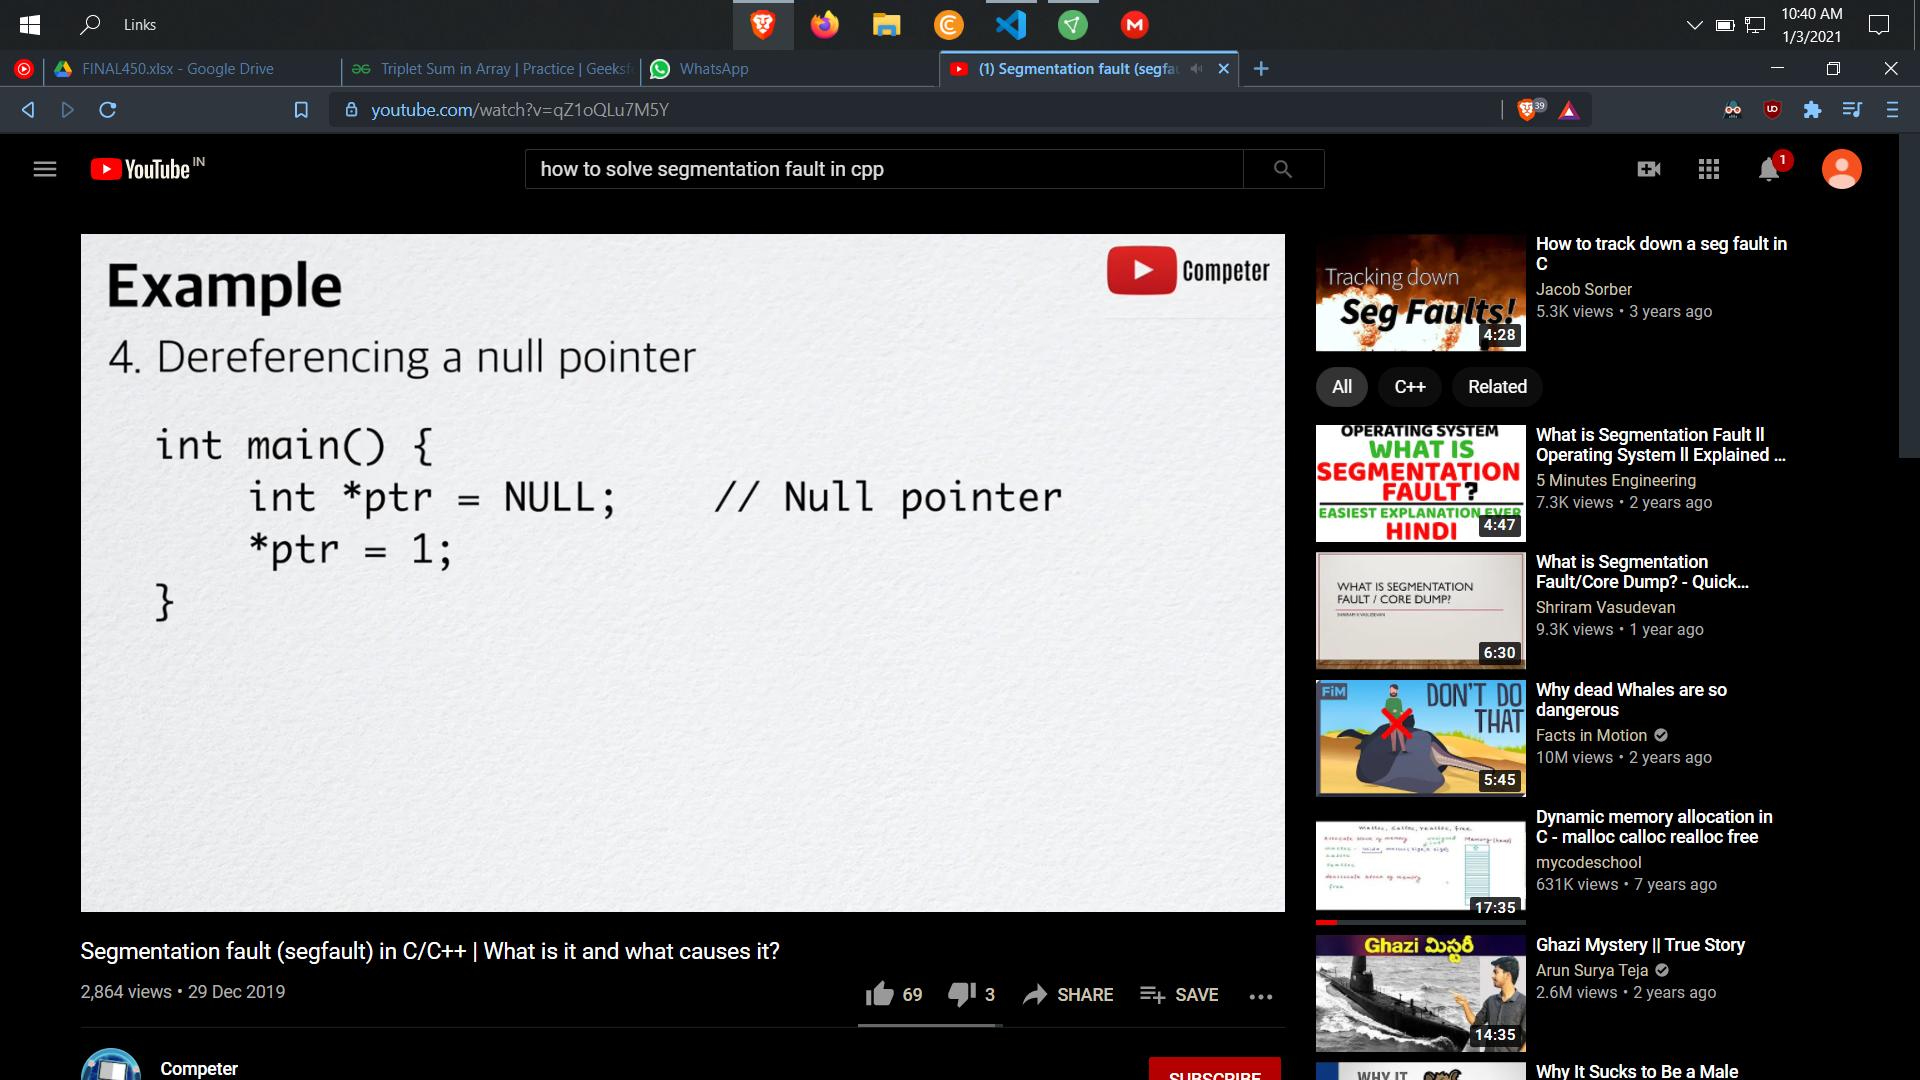 Links
10:40 AM
1/3/2021
FINAL450.xlsx - Google Drive
Triplet Sum in Array | Practice | Geeksf
WhatsApp
(1) Segmentation fault (segfau
youtube.com/watch?v=qZ1oQLu7M5Y
39
YouTube IN
how to solve segmentation fault in cpp
1
Example
Competer
4. Dereferencing a null pointer
int main() {
int *ptr = NULL; // Null pointer
*ptr = 1;
}
Segmentation fault (segfault) in C/C++ | What is it and what causes it?
2,864 views • 29 Dec 2019
69
3
SHARE
SAVE
Competer
SUBSCRIBE
Tracking down
Seg Faults!
4:28
How to track down a seg fault in
C
Jacob Sorber
5.3K views • 3 years ago
All
C++
Related
OPERATING SYSTEM
WHAT IS
SEGMENTATION
FAULT?
EASIEST EXPLANATION EVER
HINDI
4:47
What is Segmentation Fault ll
Operating System ll Explained ...
5 Minutes Engineering
7.3K views • 2 years ago
WHAT IS SEGMENTATION
FAULT / CORE DUMP?
6:30
What is Segmentation
Fault/Core Dump? - Quick...
Shriram Vasudevan
9.3K views • 1 year ago
FiM
DON'T DO
THAT
5:45
Why dead Whales are so
dangerous
Facts in Motion
10M views • 2 years ago
malloc, calloc, realloc, free
17:35
Dynamic memory allocation in
C - malloc calloc realloc free
mycodeschool
631K views • 7 years ago
Ghazi మిస్టరీ
14:35
Ghazi Mystery || True Story
Arun Surya Teja
2.6M views • 2 years ago
WHY IT
Why It Sucks to Be a Male